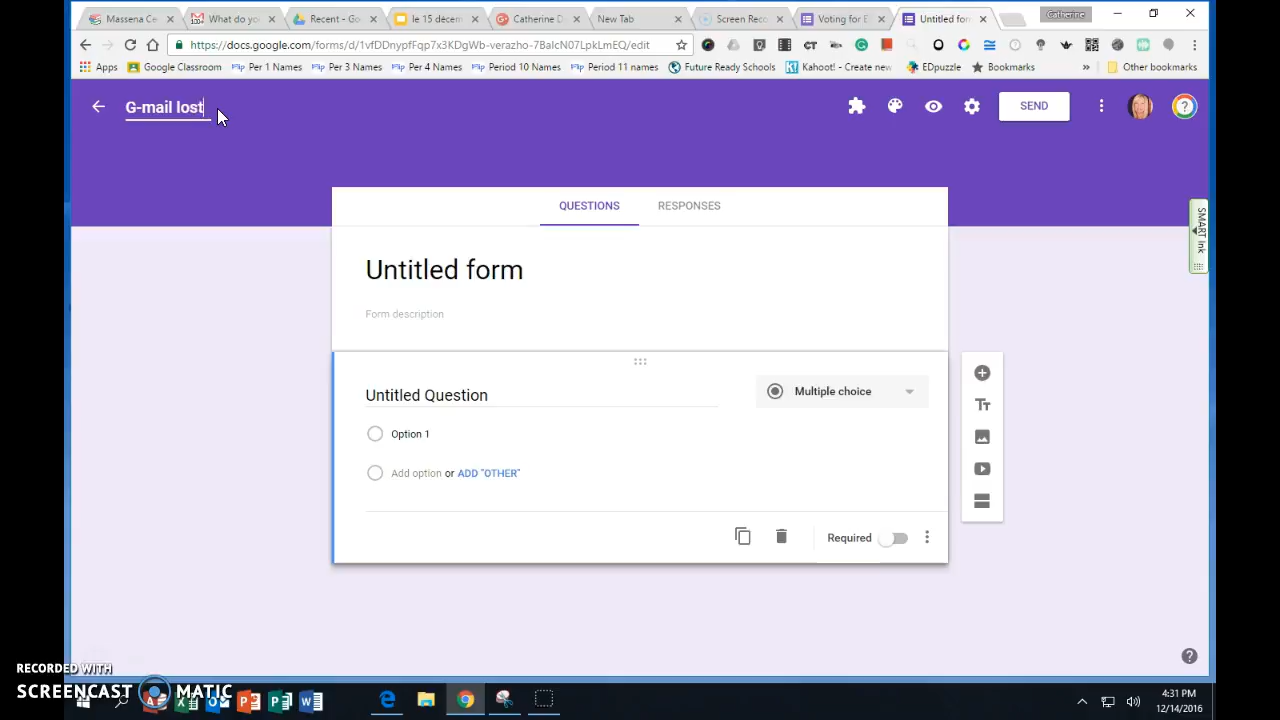 Massena Ce
What do yo
Recent - Go
le 15 décem
Catherine D
New Tab
Screen Reco
Voting for E
Untitled for
Catherine
https://docs.google.com/forms/d/1vfDDnypfFqp7x3KDgWb-verazho-7BalcN07LpkLmEQ/edit
Apps
Google Classroom
Per 1 Names
Per 3 Names
Per 4 Names
Period 10 Names
Period 11 names
Future Ready Schools
Kahoot! - Create new
EDpuzzle
Bookmarks
»
Other bookmarks
G-mail lost
SEND
QUESTIONS
RESPONSES
SMART Ink
Untitled form
Form description
Untitled Question
Multiple choice
Option 1
Add option or ADD "OTHER"
Required
RECORDED WITH
SCREENCAST MATIC
4:31 PM
12/14/2016